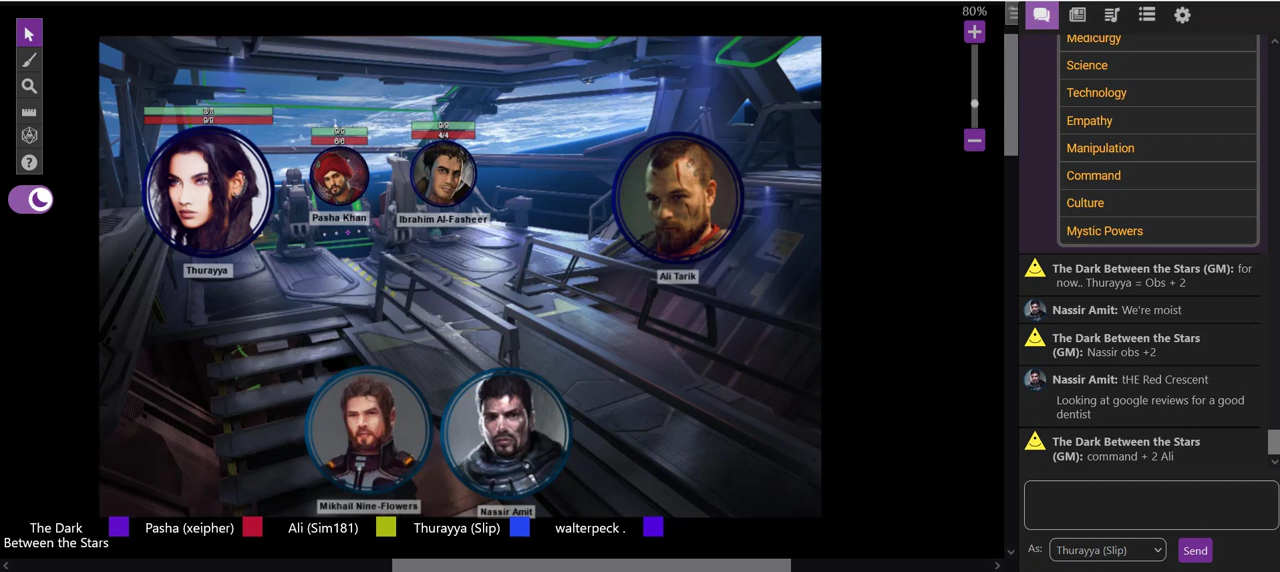 80%
Medicurgy
Science
Technology
Empathy
Manipulation
Command
Culture
Mystic Powers
The Dark Between the Stars (GM): for
now.. Thurayya = Obs + 2
Nassir Amit: We're moist
The Dark Between the Stars
(GM): Nassir obs +2
Nassir Amit: tHE Red Crescent
Looking at google reviews for a good
dentist
The Dark Between the Stars
(GM): command + 2 Ali
As: Thurayya (Slip)
Send
6/6
4/4
Thurayya
Pasha Khan
Ibrahim Al-Fasheer
Ali Tarik
Mikhail Nine-Flowers
Nassir Amit
The Dark
Between the Stars
Pasha (xeipher)
Ali (Sim181)
Thurayya (Slip)
walterpeck .